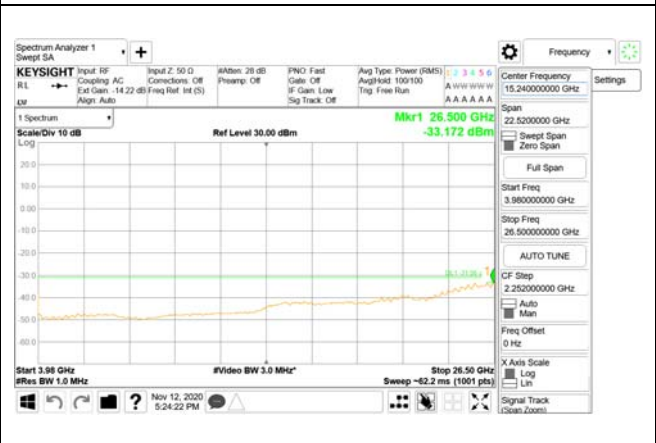 Spectrum Analyzer 1
Swept SA
+
Frequency
KEYSIGHT
Input: RF
Coupling: AC
Ext Gain: -14.22 dB
Align: Auto
R L
LM
Input Z: 50 Ω
Corrections: Off
Freq Ref: Int (S)
#Atten: 28 dB
Preamp: Off
PNO: Fast
Gate: Off
IF Gain: Low
Sig Track: Off
Avg Type: Power (RMS)
Avg|Hold: 100/100
Trig: Free Run
1 2 3 4 5 6
A W W W W W
A A A A A A
Center Frequency
15.240000000 GHz
Settings
Span
22.5200000 GHz
Swept Span
Zero Span
Full Span
Start Freq
3.980000000 GHz
Stop Freq
26.500000000 GHz
AUTO TUNE
CF Step
2.252000000 GHz
Auto
Man
Freq Offset
0 Hz
X Axis Scale
Log
Lin
Signal Track
(Span Zoom)
1 Spectrum
Scale/Div 10 dB
Log
Ref Level 30.00 dBm
Mkr1 26.500 GHz
-33.172 dBm
20.0
10.0
0.00
-10.0
-20.0
-30.0
-40.0
-50.0
-60.0
1
Start 3.98 GHz
#Res BW 1.0 MHz
#Video BW 3.0 MHz*
Stop 26.50 GHz
Sweep ~62.2 ms (1001 pts)
?
Nov 12, 2020
5:24:22 PM